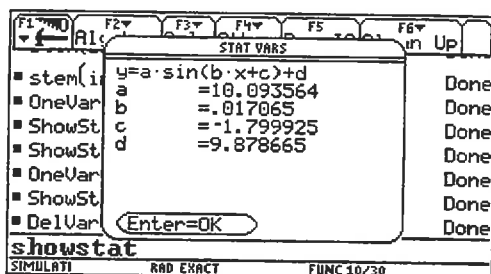 F1 F2 F3 F4 F5 F6
Al un Up
STAT VARS
y=a·sin(b·x+c)+d
a =10.093564
b =.017065
c =-1.799925
d =9.878665
Enter=OK
▪ stem(i Done
▪ OneVar Done
▪ ShowSt Done
▪ ShowSt Done
▪ OneVar Done
▪ ShowSt Done
▪ DelVar Done
showstat
SIMULATI RAD EXACT FUNC 10/30